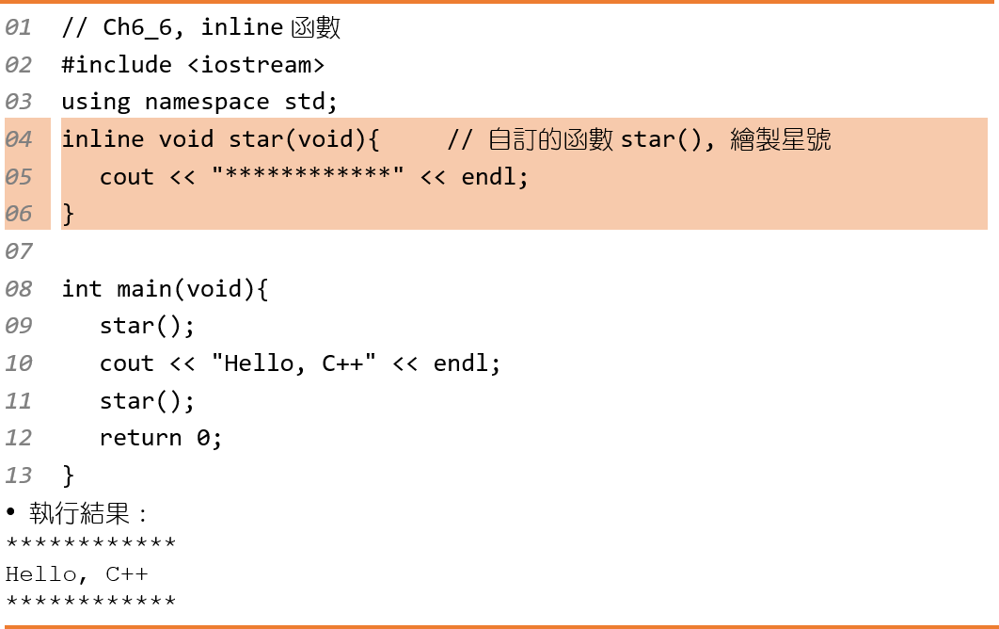 01 // Ch6_6, inline 函數
02 #include <iostream>
03 using namespace std;
04 inline void star(void){ // 自訂的函數 star(), 繪製星號
05 cout << "************" << endl;
06 }
07
08 int main(void){
09 star();
10 cout << "Hello, C++" << endl;
11 star();
12 return 0;
13 }
• 執行結果：
************
Hello, C++
************